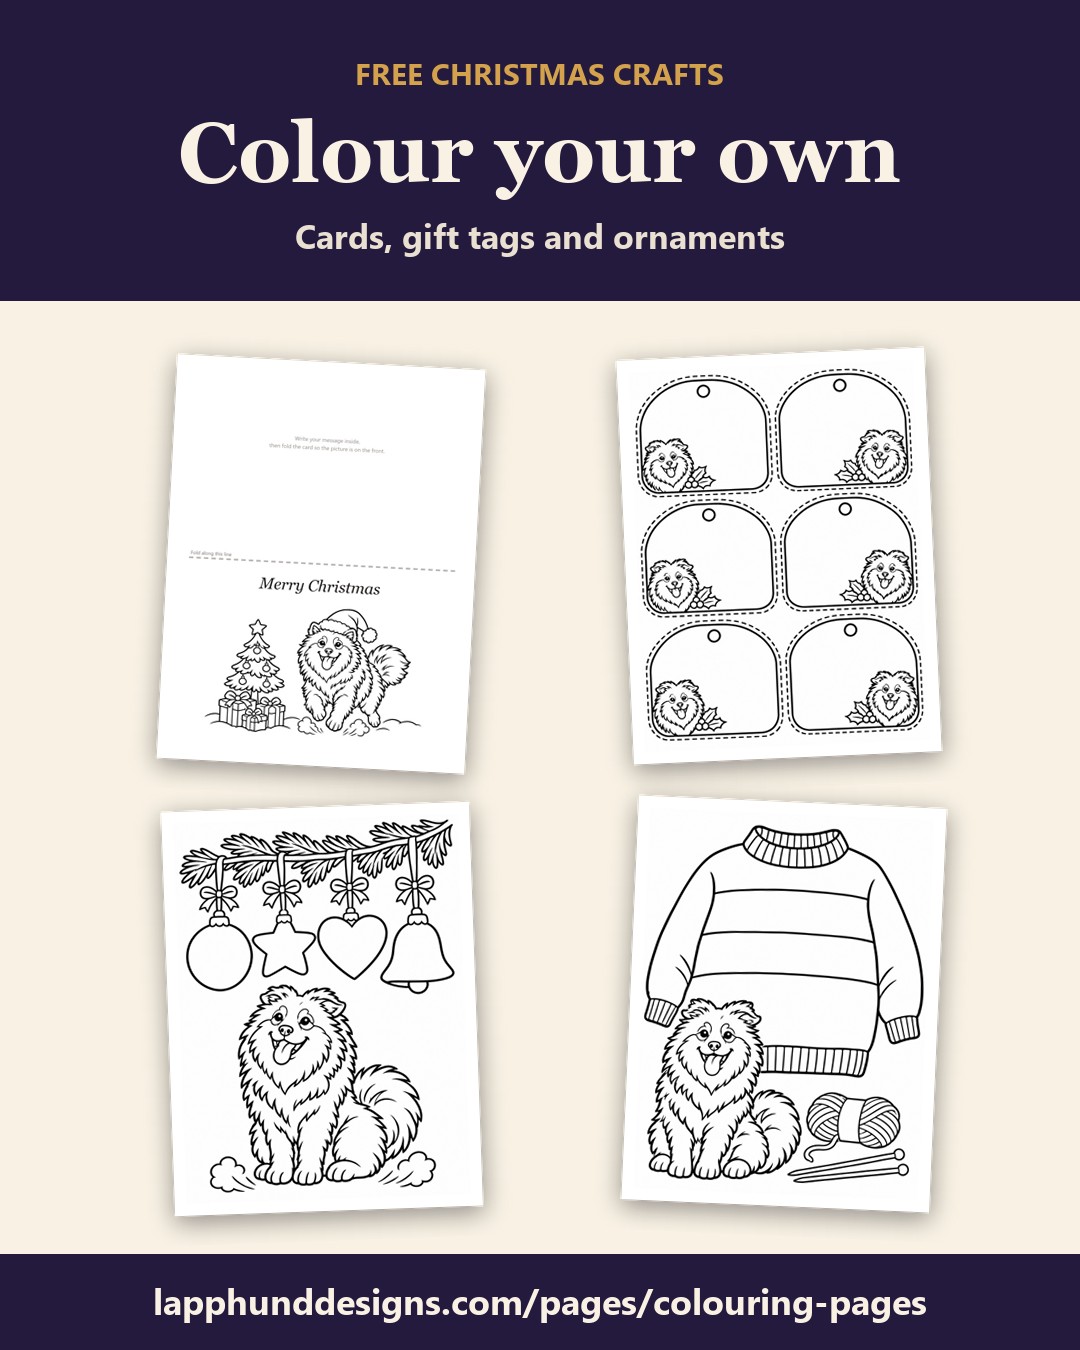 FREE CHRISTMAS CRAFTS
Colour your own
Cards, gift tags and ornaments
Write your message inside,
then fold the card so the picture is on the front.
Fold along this line
Merry Christmas
lapphunddesigns.com/pages/colouring-pages